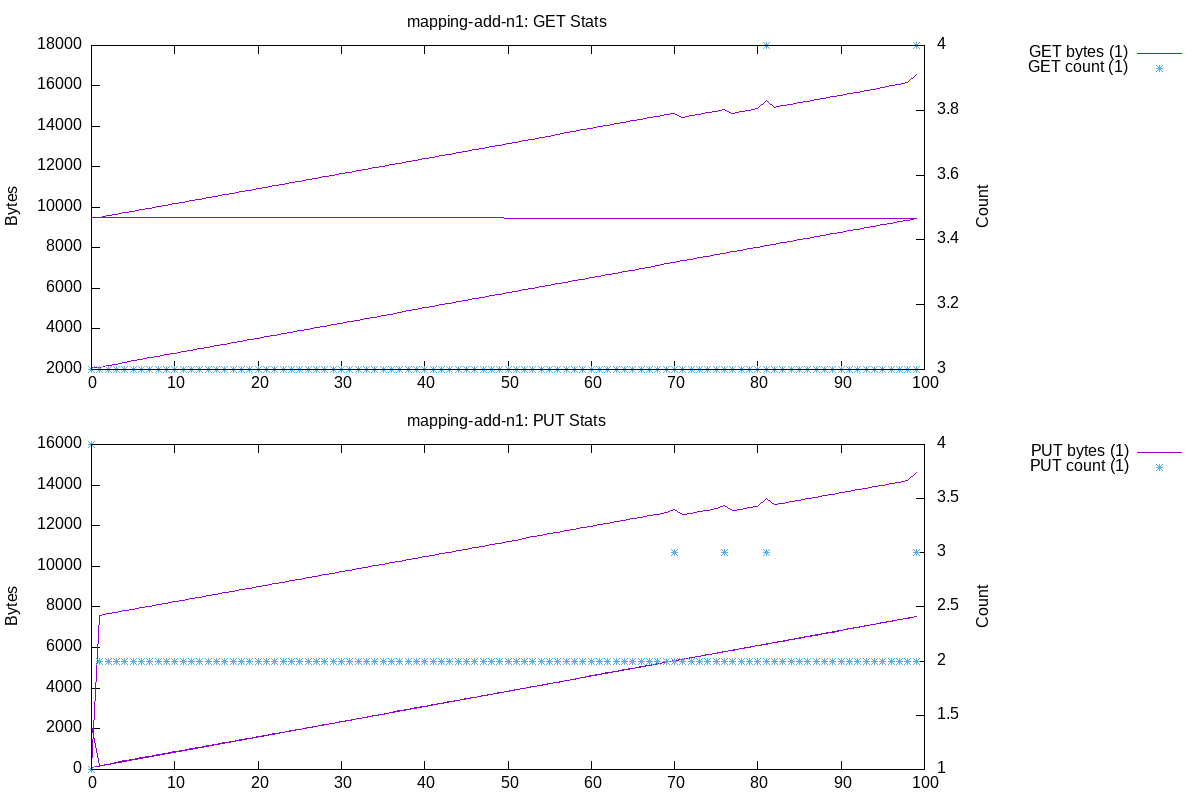 mapping-add-n1: GET Stats
18000
16000
14000
12000
10000
8000
6000
4000
2000
Bytes
4
3.8
3.6
3.4
3.2
3
Count
0 10 20 30 40 50 60 70 80 90 100
GET bytes (1)
GET count (1)
mapping-add-n1: PUT Stats
16000
14000
12000
10000
8000
6000
4000
2000
0
Bytes
4
3.5
3
2.5
2
1.5
1
Count
0 10 20 30 40 50 60 70 80 90 100
PUT bytes (1)
PUT count (1)